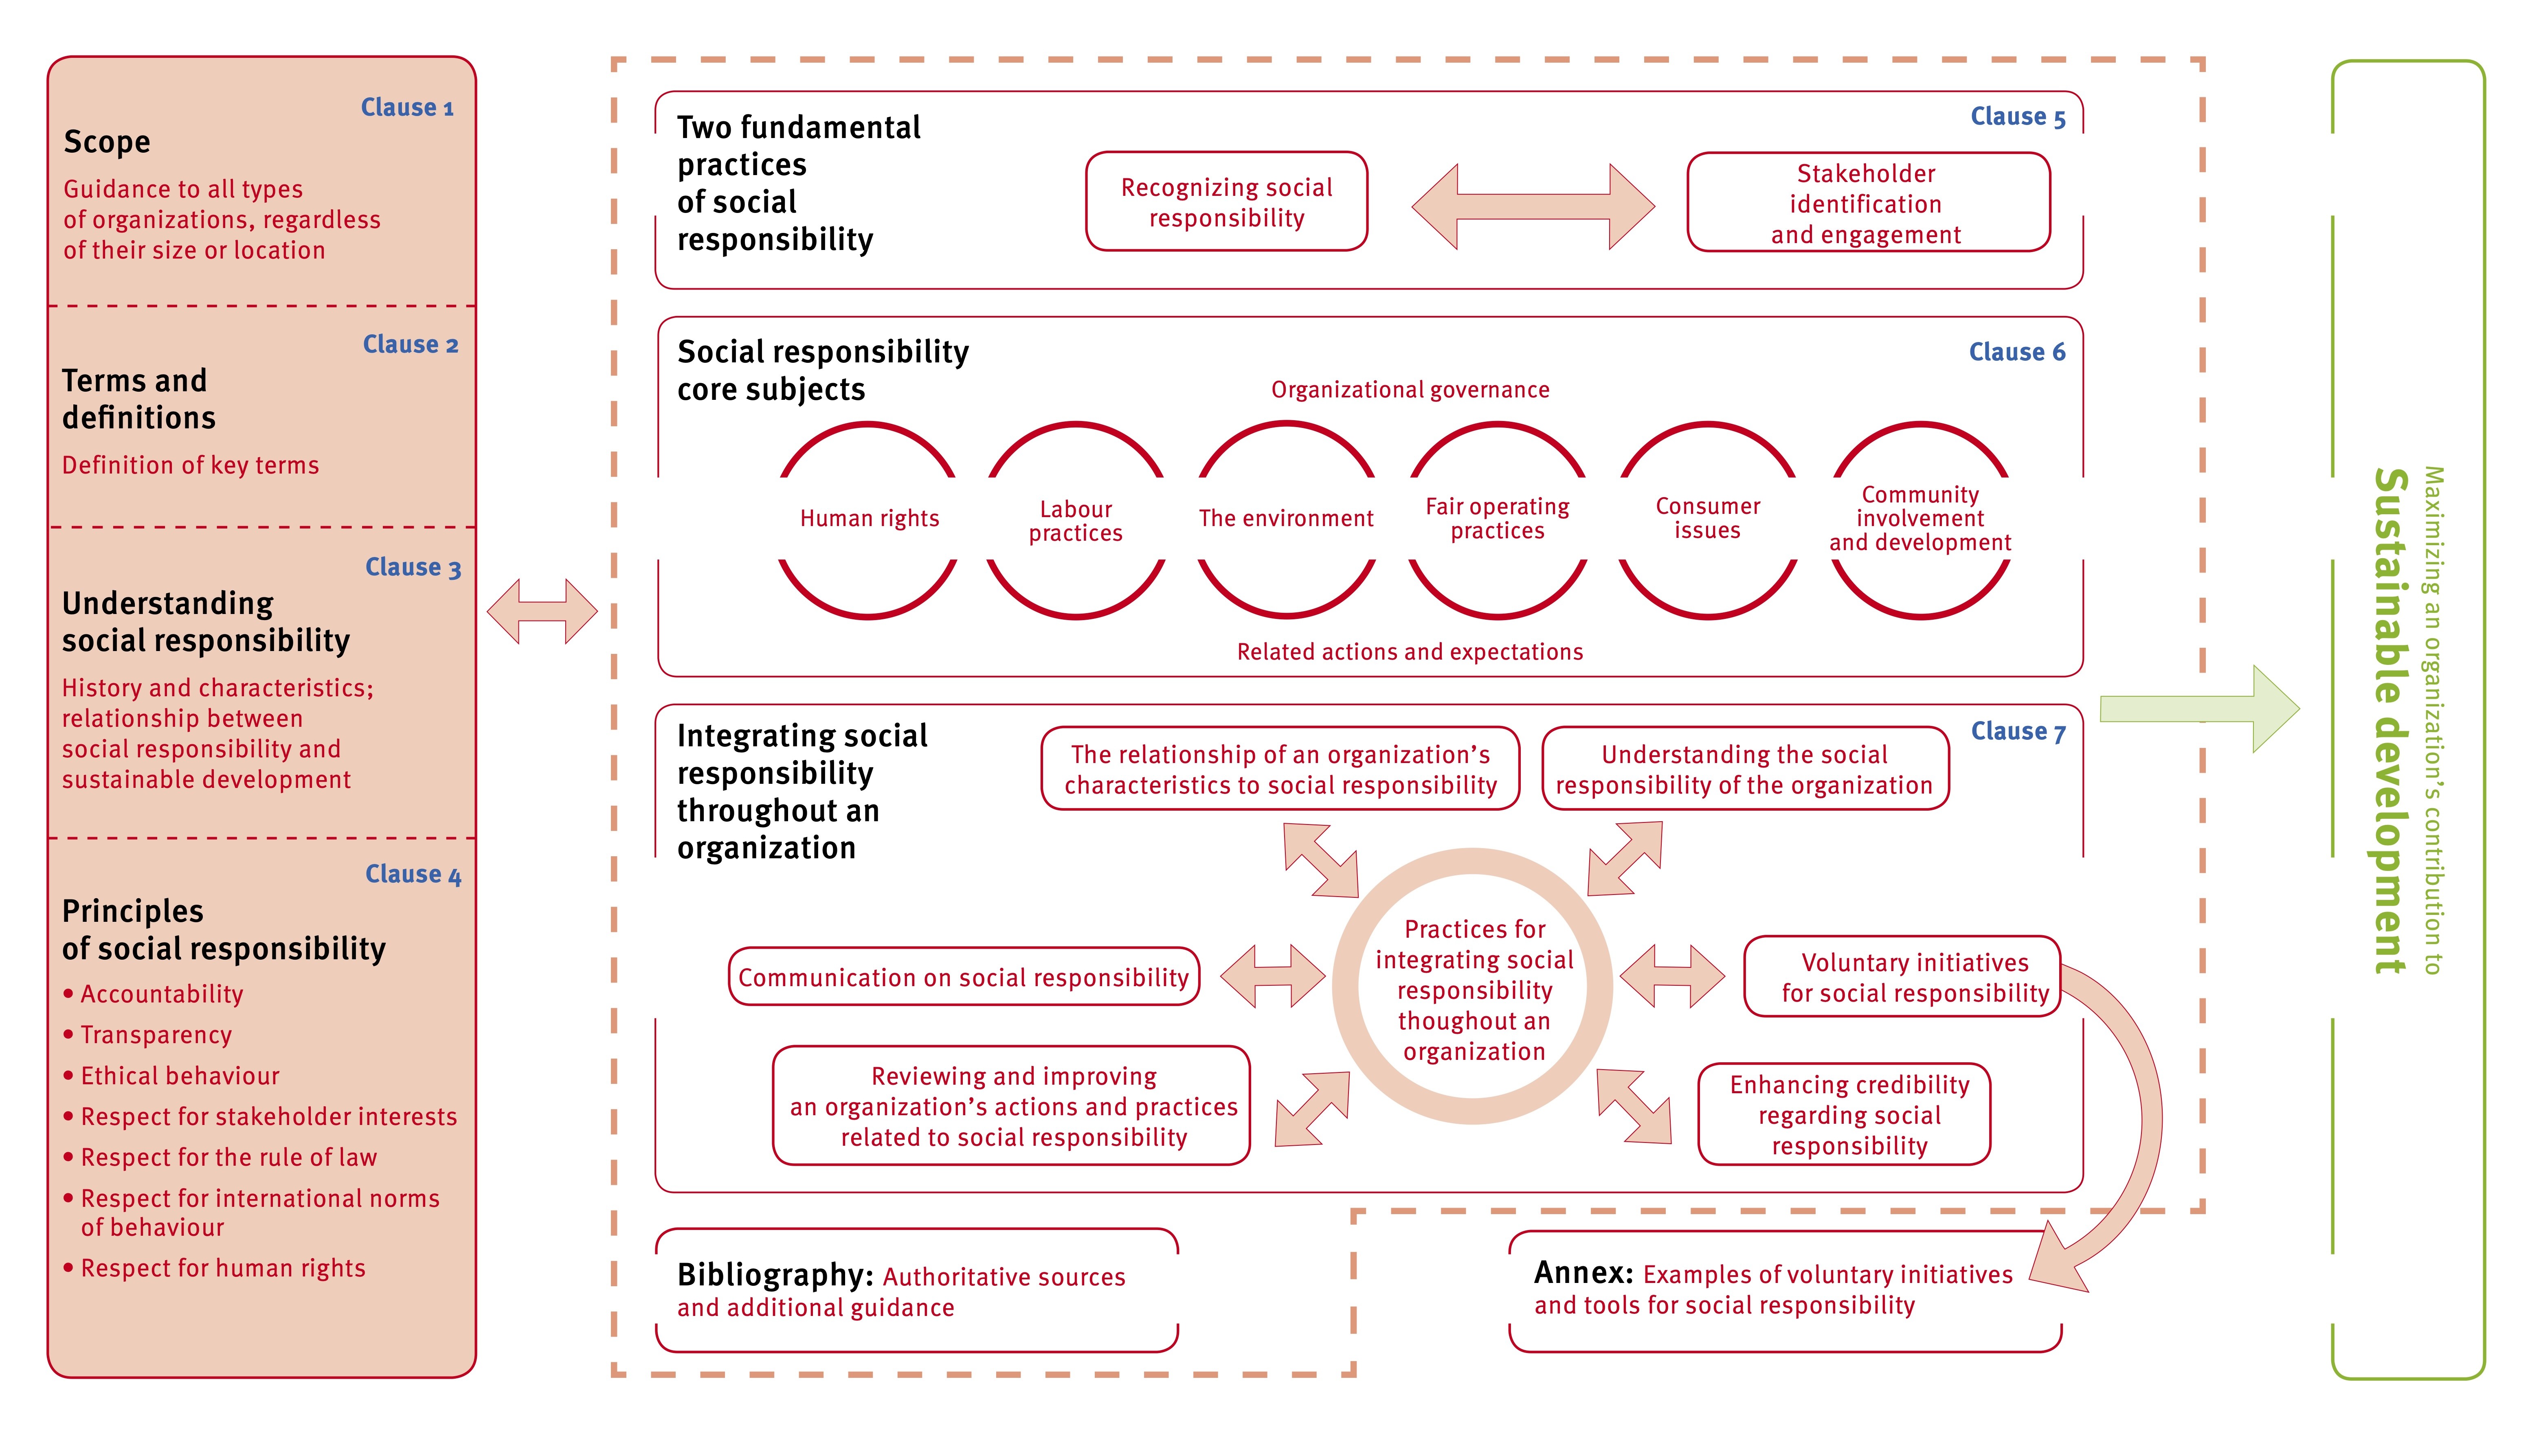 Clause 1
Scope
Guidance to all types
of organizations, regardless
of their size or location
Clause 2
Terms and
definitions
Definition of key terms
Clause 3
Understanding
social responsibility
History and characteristics;
relationship between
social responsibility and
sustainable development
Clause 4
Principles
of social responsibility
• Accountability
• Transparency
• Ethical behaviour
• Respect for stakeholder interests
• Respect for the rule of law
• Respect for international norms
of behaviour
• Respect for human rights
Two fundamental
practices
of social
responsibility
Clause 5
Recognizing social
responsibility
Stakeholder
identification
and engagement
Social responsibility
core subjects
Clause 6
Organizational governance
Human rights
Labour
practices
The environment
Fair operating
practices
Consumer
issues
Community
involvement
and development
Related actions and expectations
Integrating social
responsibility
throughout an
organization
Clause 7
The relationship of an organization’s
characteristics to social responsibility
Understanding the social
responsibility of the organization
Practices for
integrating social
responsibility
thoughout an
organization
Communication on social responsibility
Voluntary initiatives
for social responsibility
Reviewing and improving
an organization’s actions and practices
related to social responsibility
Enhancing credibility
regarding social
responsibility
Bibliography: Authoritative sources
and additional guidance
Annex: Examples of voluntary initiatives
and tools for social responsibility
Maximizing an organization’s contribution to
Sustainable development